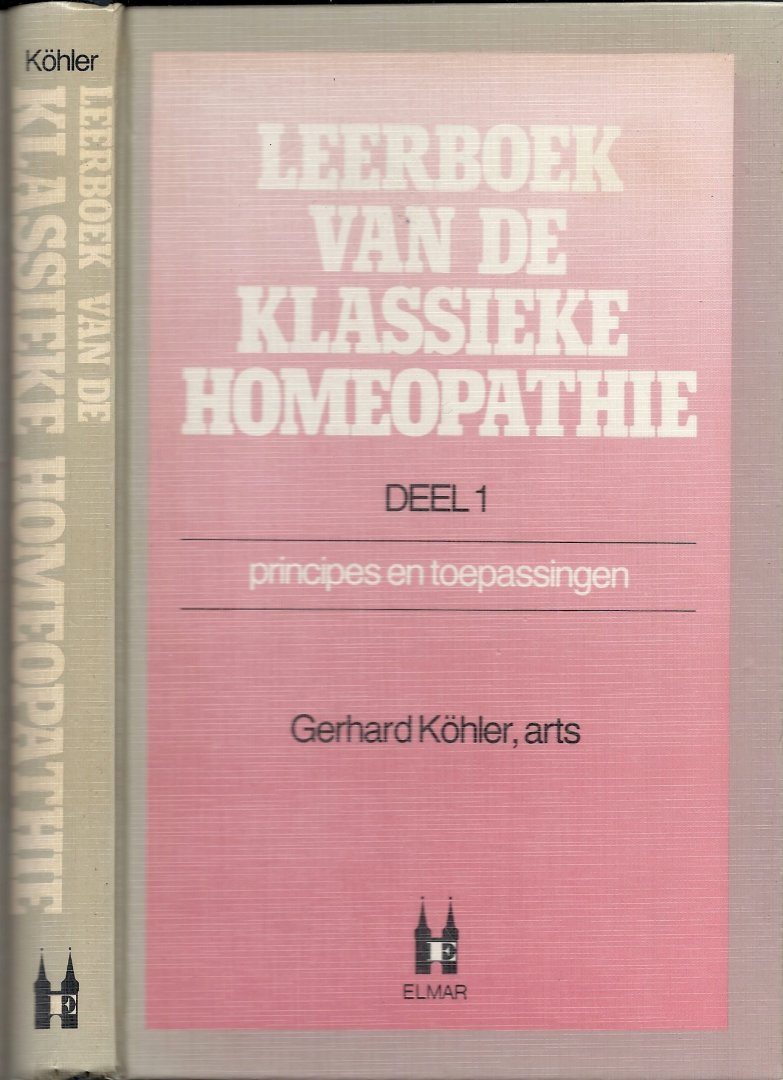 Köhler
LEERBOEK VAN DE
KLASSIEKE HOMEOPATHIE
E
LEERBOEK
VAN DE
KLASSIEKE
HOMEOPATHIE
DEEL 1
principes en toepassingen
Gerhard Köhler, arts
E
ELMAR